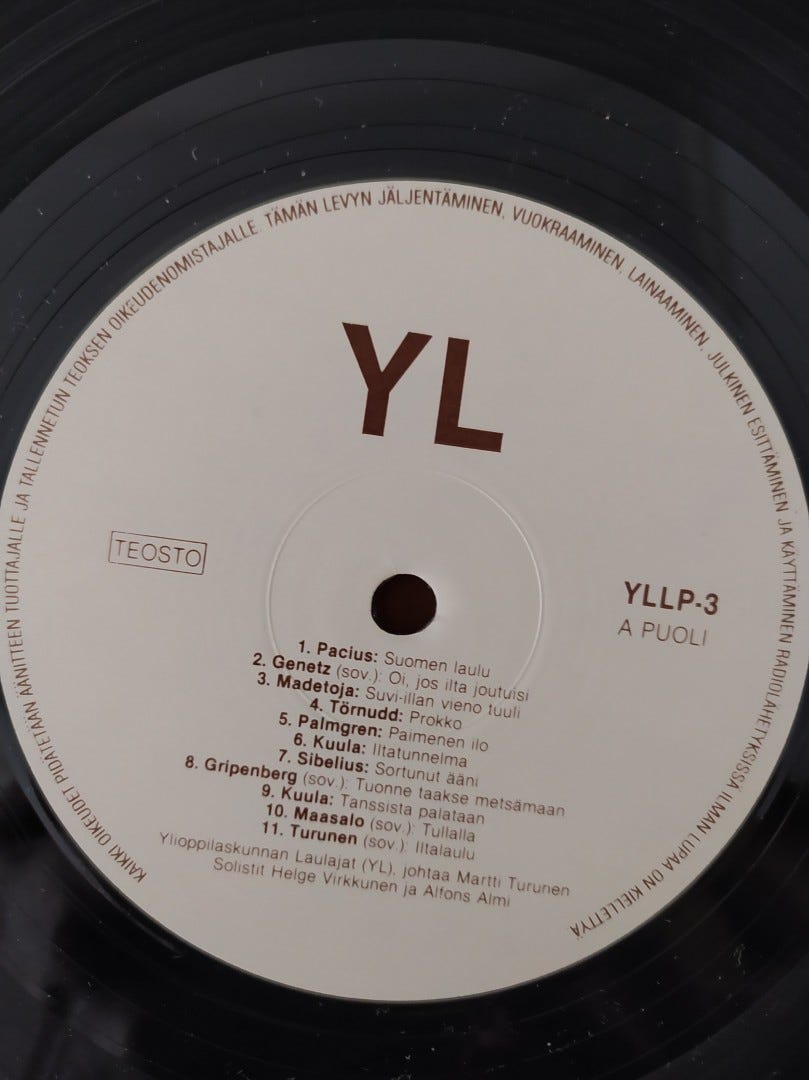 KAIKKI OIKEUDET PIDÄTETÄÄN ÄÄNITTEEN TUOTTAJALLE JA TALLENNETUN TEOKSEN OIKEUDENOMISTAJALLE. TÄMÄN LEVYN JÄLJENTÄMINEN, VUOKRAAMINEN, LAINAAMINEN, JULKINEN ESITTÄMINEN JA KÄYTTÄMINEN RADIOLÄHETYKSISSÄ ILMAN LUPAA ON KIELLETTYÄ
YL
TEOSTO
YLLP-3
A PUOLI
1. Pacius: Suomen laulu
2. Genetz (sov.): Oi, jos ilta joutuisi
3. Madetoja: Suvi-illan vieno tuuli
4. Törnudd: Prokko
5. Palmgren: Paimenen ilo
6. Kuula: Iltatunnelma
7. Sibelius: Sortunut ääni
8. Gripenberg (sov.): Tuonne taakse metsämaan
9. Kuula: Tanssista palataan
10. Maasalo (sov.): Tullalla
11. Turunen (sov.): Iltalaulu
Ylioppilaskunnan Laulajat (YL), johtaa Martti Turunen
Solistit Helge Virkkunen ja Alfons Almi